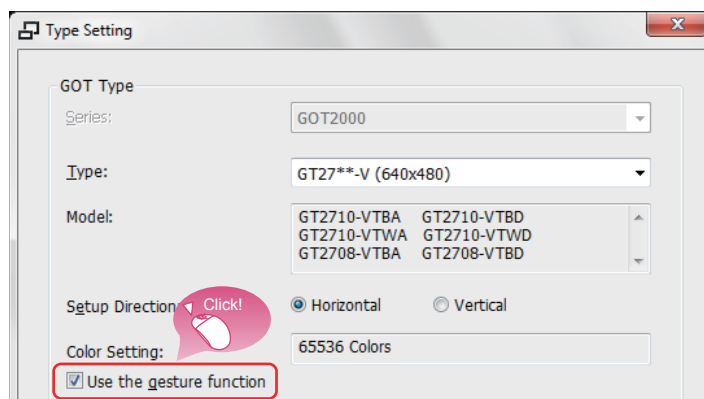 Type Setting
GOT Type
Series: GOT2000
Type: GT27**-V (640x480)
Model: GT2710-VTBA GT2710-VTBD
GT2710-VTWA GT2710-VTWD
GT2708-VTBA GT2708-VTBD
Setup Direction Horizontal Vertical
Click!
Color Setting: 65536 Colors
Use the gesture function